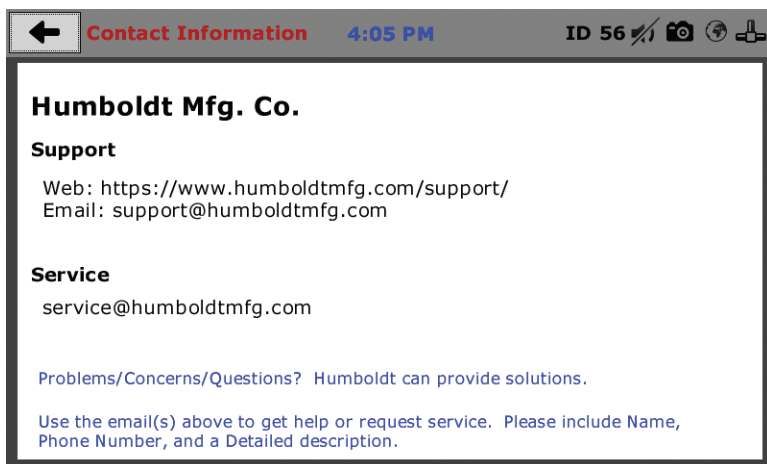 Contact Information 4:05 PM ID 56
Humboldt Mfg. Co.
Support
Web: https://www.humboldtmfg.com/support/
Email: support@humboldtmfg.com
Service
service@humboldtmfg.com
Problems/Concerns/Questions? Humboldt can provide solutions.
Use the email(s) above to get help or request service. Please include Name,
Phone Number, and a Detailed description.